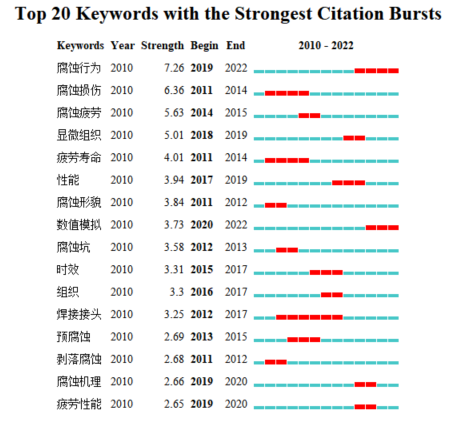 Top 20 Keywords with the Strongest Citation Bursts
Keywords Year Strength Begin End 2010 - 2022
腐蚀行为 2010 7.26 2019 2022
腐蚀损伤 2010 6.36 2011 2014
腐蚀疲劳 2010 5.63 2014 2015
显微组织 2010 5.01 2018 2019
疲劳寿命 2010 4.01 2011 2014
性能 2010 3.94 2017 2019
腐蚀形貌 2010 3.84 2011 2012
数值模拟 2010 3.73 2020 2022
腐蚀坑 2010 3.58 2012 2013
时效 2010 3.31 2015 2017
组织 2010 3.3 2016 2017
焊接接头 2010 3.25 2012 2017
预腐蚀 2010 2.69 2013 2015
剥落腐蚀 2010 2.68 2011 2012
腐蚀机理 2010 2.66 2019 2020
疲劳性能 2010 2.65 2019 2020